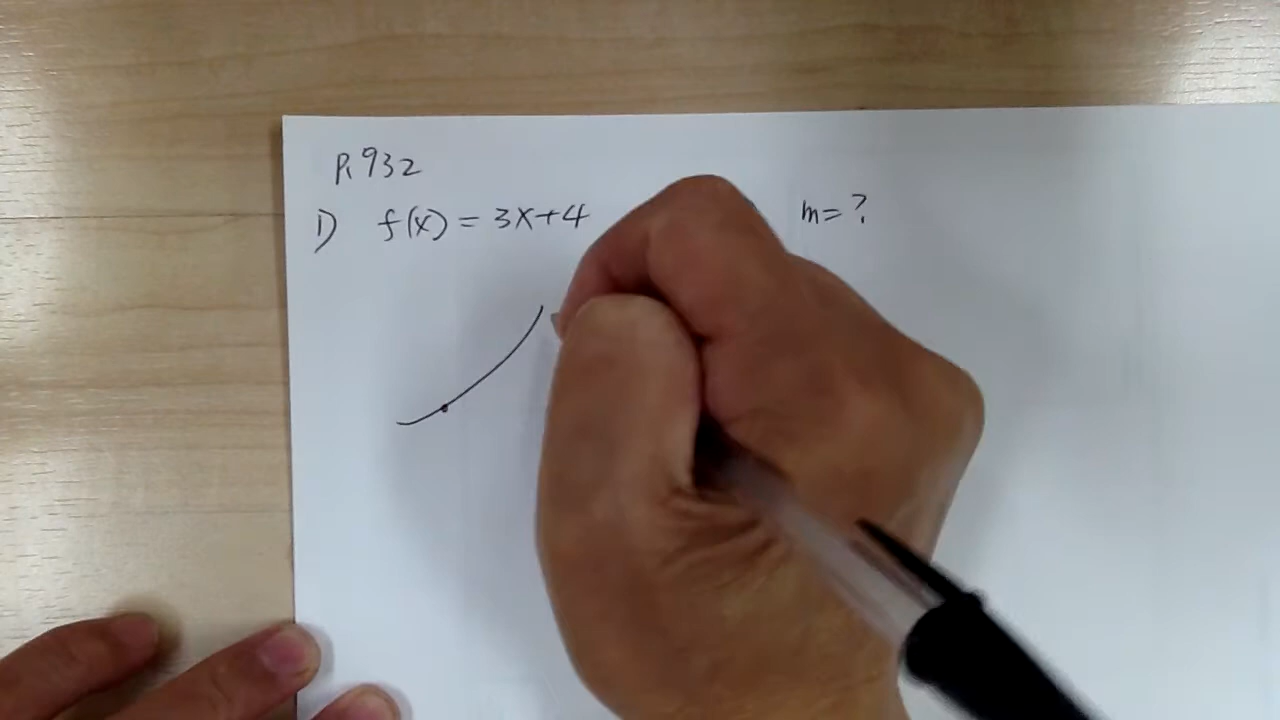 P. 932
1) f(x) = 3x+4 m=?